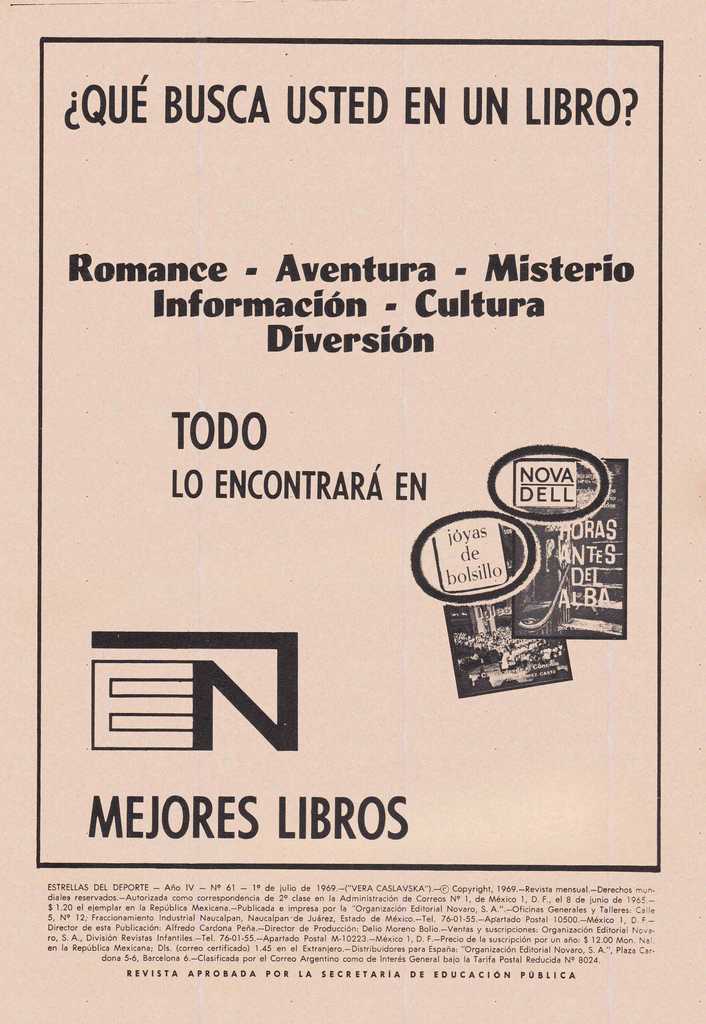 ¿QUÉ BUSCA USTED EN UN LIBRO?
Romance - Aventura - Misterio
Información - Cultura
Diversión
TODO
LO ENCONTRARÁ EN
NOVA
DELL
joyas
de
bolsillo
HORAS
ANTES
DEL
ALBA
EN
MEJORES LIBROS
ESTRELLAS DEL DEPORTE — Año IV — Nº 61 — 1º de julio de 1969.—("VERA CASLAVSKA").—© Copyright, 1969.—Revista mensual.—Derechos mun-
diales reservados.—Autorizada como correspondencia de 2ª clase en la Administración de Correos Nº 1, de México 1, D. F., el 8 de junio de 1965.—
$ 1.20 el ejemplar en la República Mexicana.—Publicada e impresa por la "Organización Editorial Novaro, S. A.".—Oficinas Generales y Talleres: Calle
5, Nº 12; Fraccionamiento Industrial Naucalpan, Naucalpan de Juárez, Estado de México.—Tel. 76-01-55.—Apartado Postal 10500.—México 1, D. F.—
Director de esta Publicación: Alfredo Cardona Peña.—Director de Producción: Delio Moreno Bolio.—Ventas y suscripciones: Organización Editorial Nova-
ro, S. A., División Revistas Infantiles.—Tel. 76-01-55.—Apartado Postal M-10223.—México 1, D. F.—Precio de la suscripción por un año: $ 12.00 Mon. Nal.
en la República Mexicana; Dls. (correo certificado) 1.45 en el Extranjero.—Distribuidores para España: "Organización Editorial Novaro, S. A.", Plaza Car-
dona 5-6, Barcelona 6.—Clasificada por el Correo Argentino como de Interés General bajo la Tarifa Postal Reducida Nº 8024.
REVISTA APROBADA POR LA SECRETARÍA DE EDUCACIÓN PÚBLICA